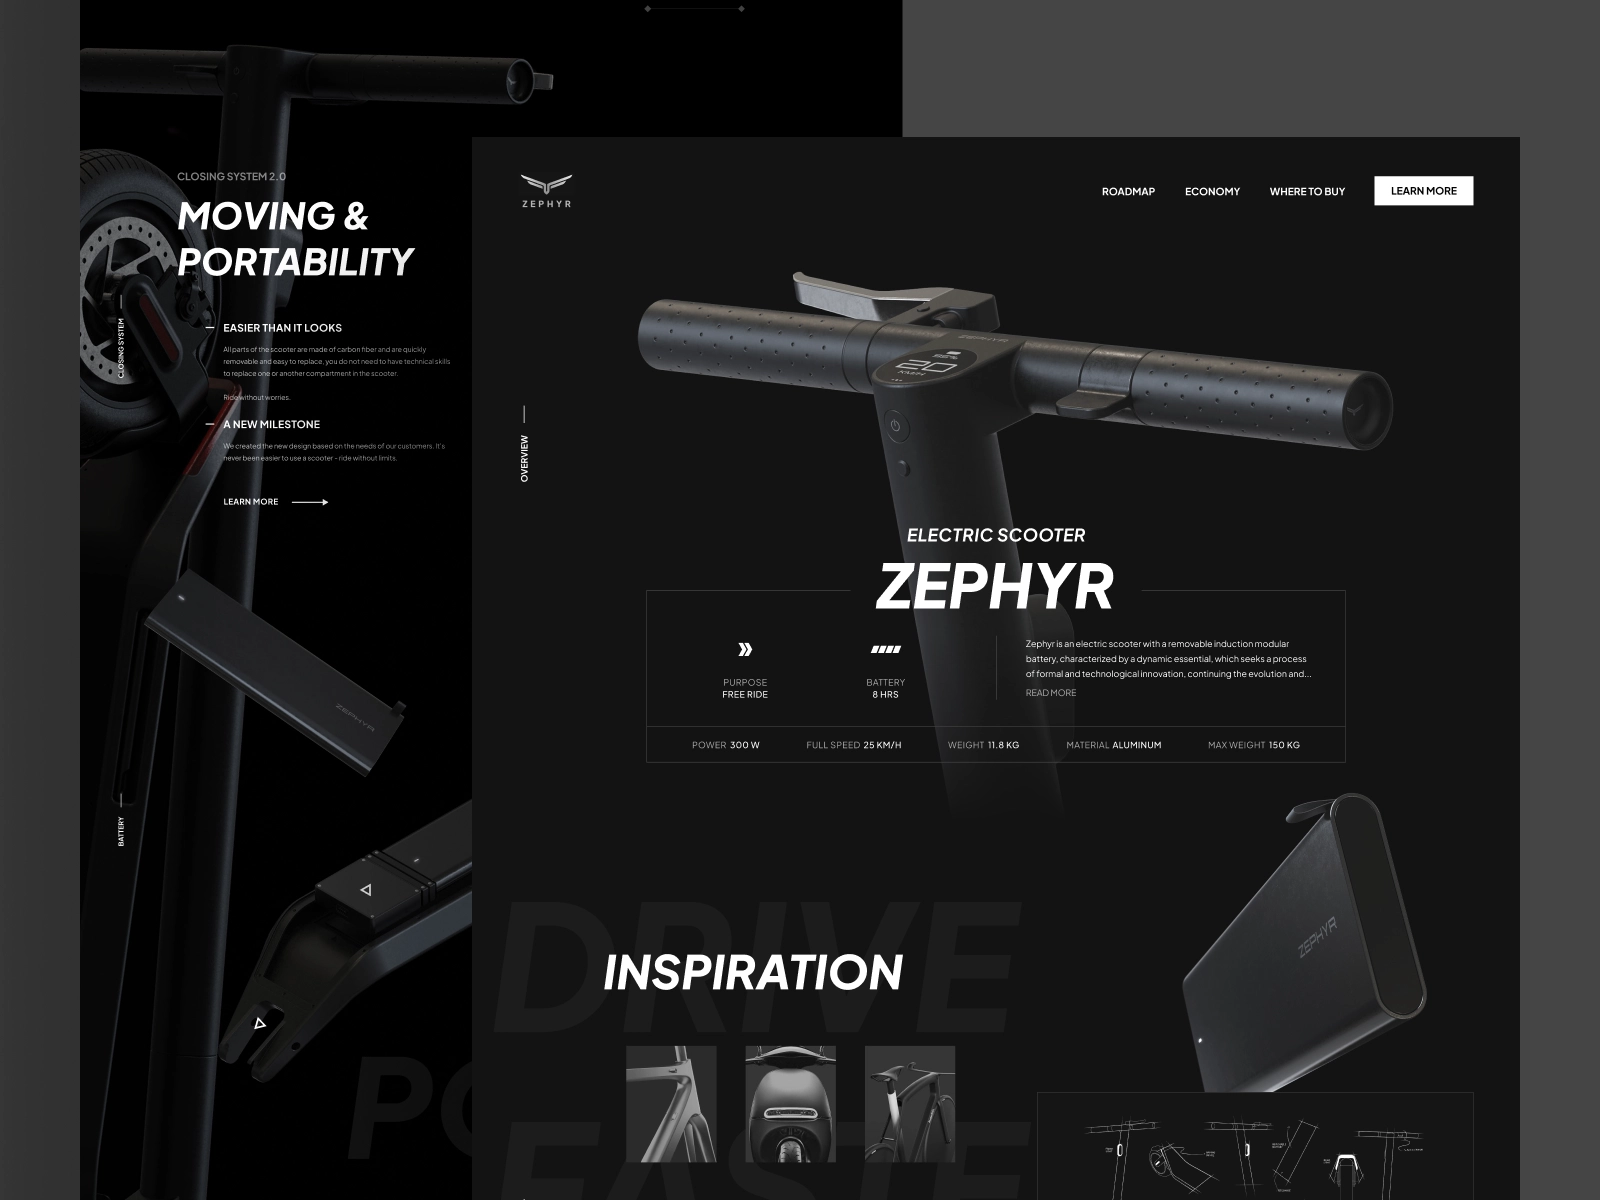 CLOSING SYSTEM 2.0
MOVING &
PORTABILITY
CLOSING SYSTEM
EASIER THAN IT LOOKS
All parts of the scooter are made of carbon fiber and are quickly
removable and easy to replace, you do not need to have technical skills
to replace one or another compartment in the scooter.
Ride without worries.
A NEW MILESTONE
We created the new design based on the needs of our customers. It's
never been easier to use a scooter - ride without limits.
LEARN MORE
ZEPHYR
BATTERY
PO
ZEPHYR
ROADMAP
ECONOMY
WHERE TO BUY
LEARN MORE
ZEPHYR
20
KM/H
OVERVIEW
ELECTRIC SCOOTER
ZEPHYR
PURPOSE
FREE RIDE
BATTERY
8 HRS
Zephyr is an electric scooter with a removable induction modular
battery, characterized by a dynamic essential, which seeks a process
of formal and technological innovation, continuing the evolution and...
READ MORE
POWER 300 W
FULL SPEED 25 KM/H
WEIGHT 11.8 KG
MATERIAL ALUMINUM
MAX WEIGHT 150 KG
ZEPHYR
DRIVE
INSPIRATION
EASTE